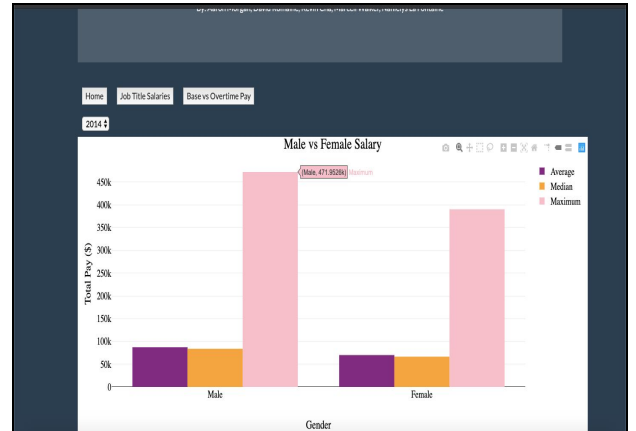 Home Job Title Salaries Base vs Overtime Pay
2014
Male vs Female Salary
(Male, 471.9526k) Maximum
Average
Median
Maximum
Total Pay ($)
450k
400k
350k
300k
250k
200k
150k
100k
50k
0
Male Female
Gender